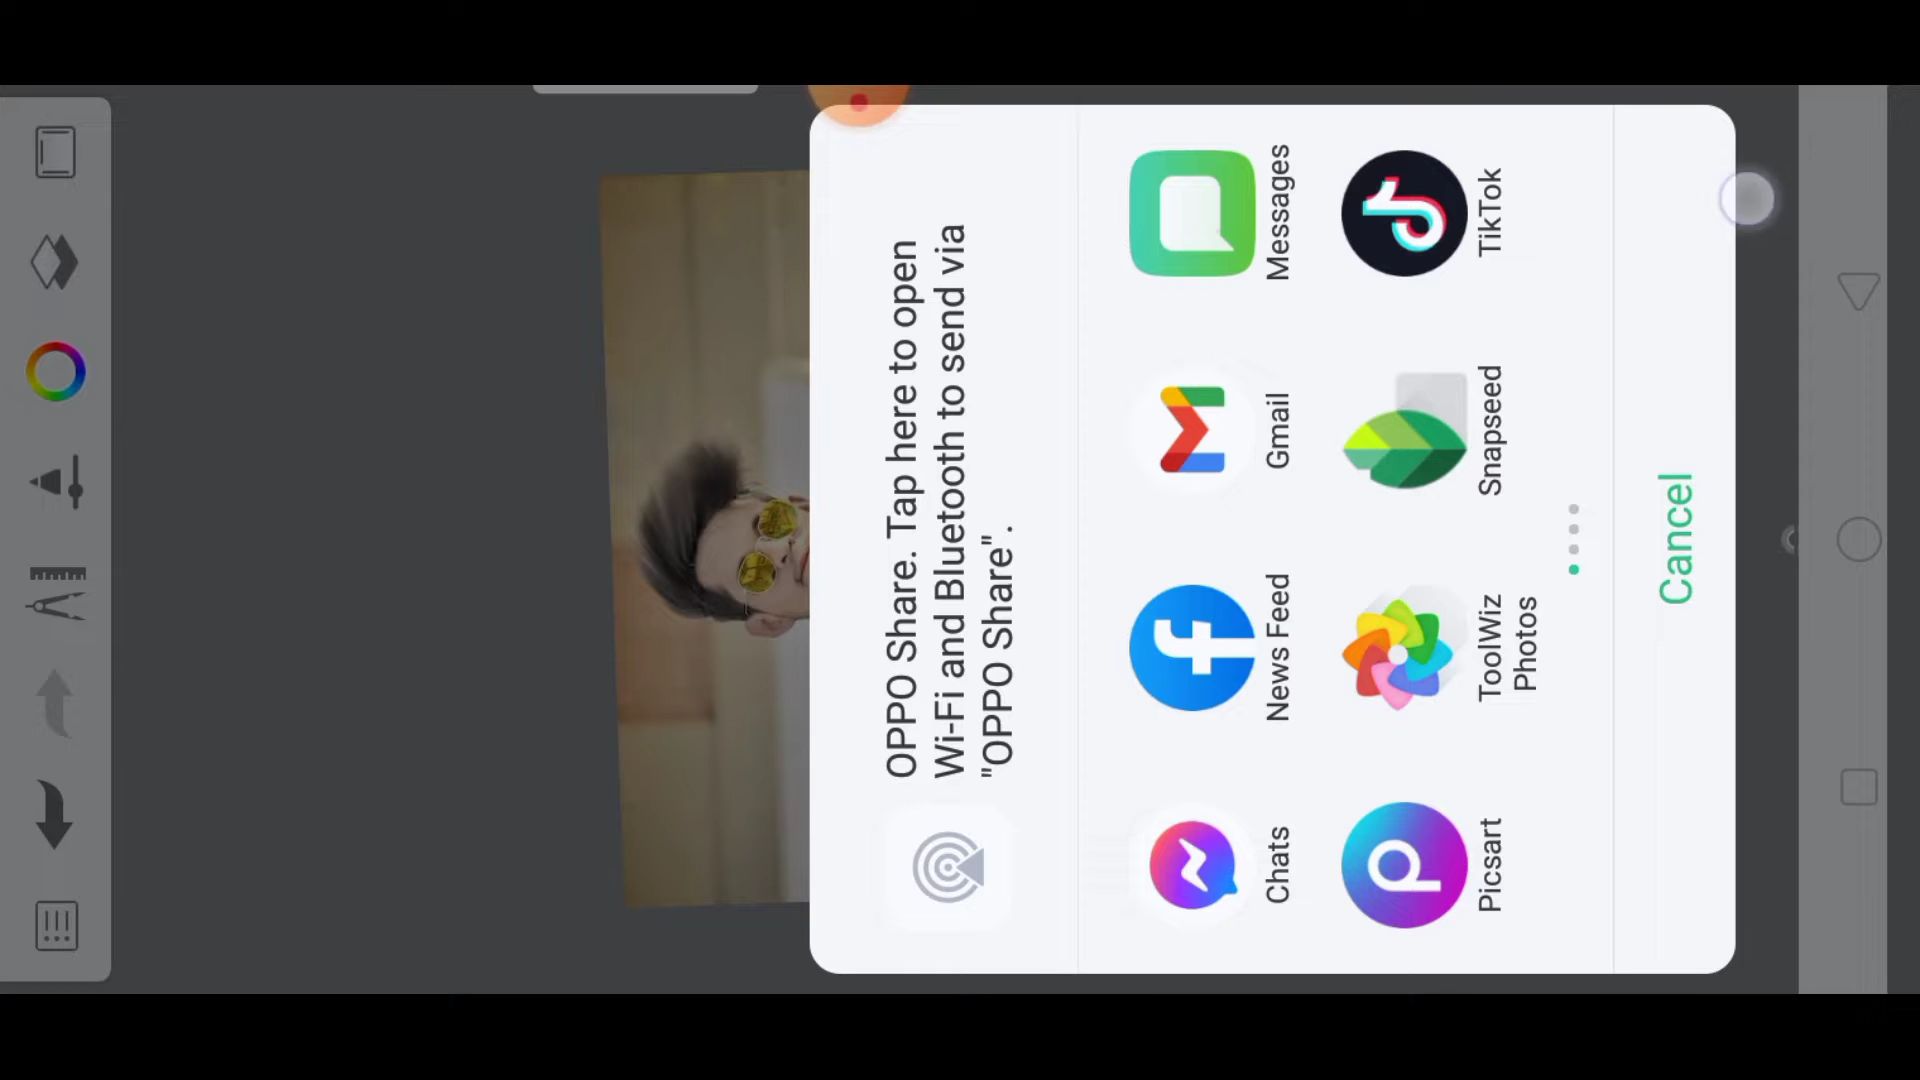 OPPO Share. Tap here to open
Wi-Fi and Bluetooth to send via
"OPPO Share".
Chats
News Feed
Gmail
Messages
Picsart
ToolWiz
Photos
Snapseed
TikTok
Cancel